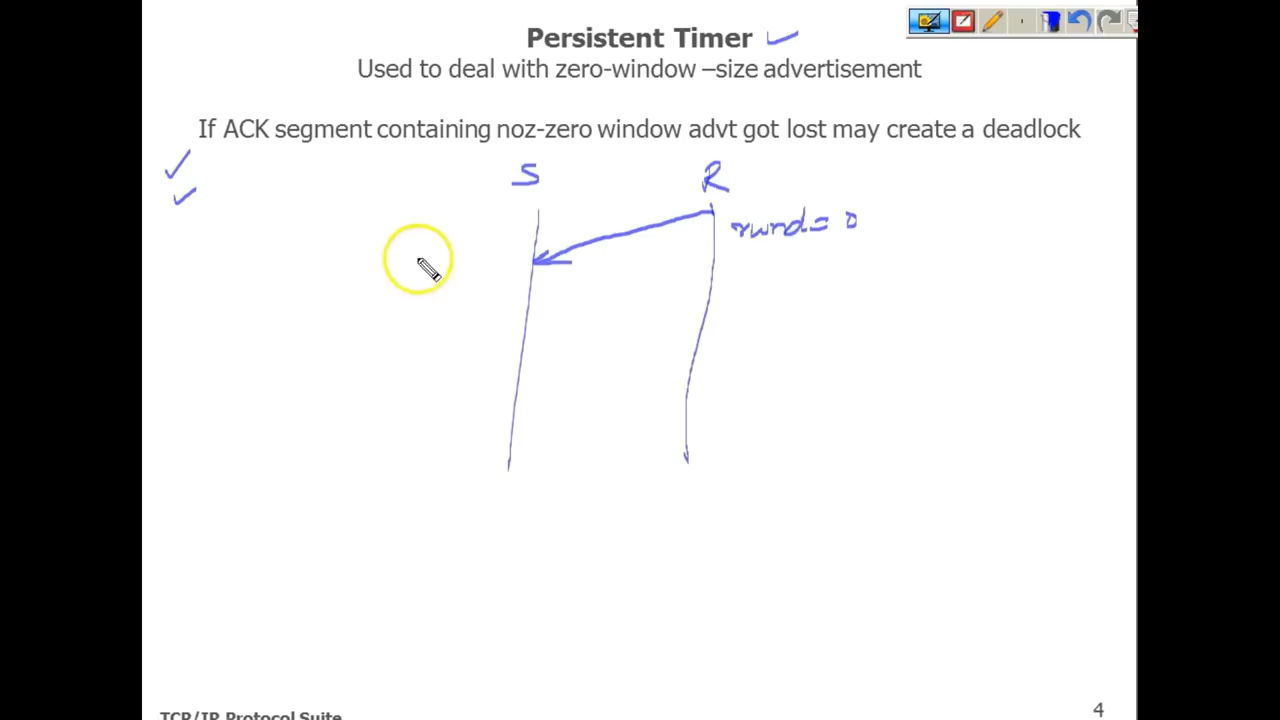 Persistent Timer
Used to deal with zero-window –size advertisement
If ACK segment containing noz-zero window advt got lost may create a deadlock
S R
rwnd = 0
TCP/IP Protocol Suite 4